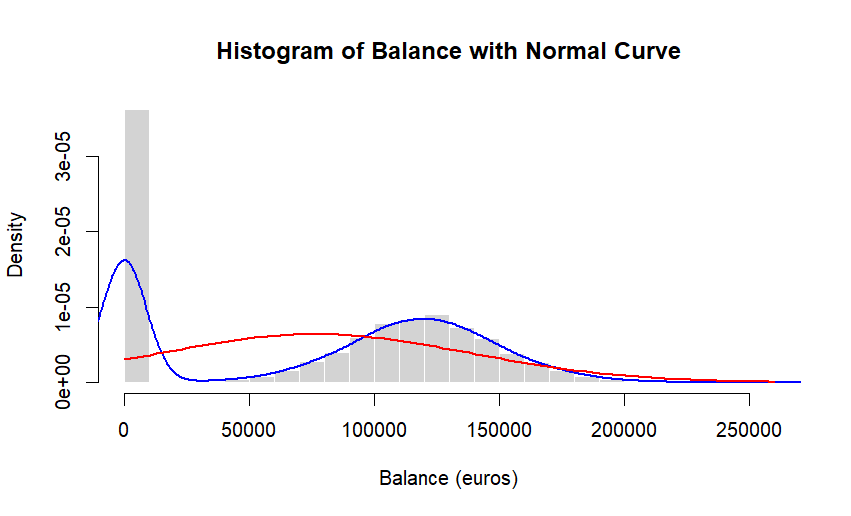 Histogram of Balance with Normal Curve
Density
3e-05
2e-05
1e-05
0e+00
0 50000 100000 150000 200000 250000
Balance (euros)